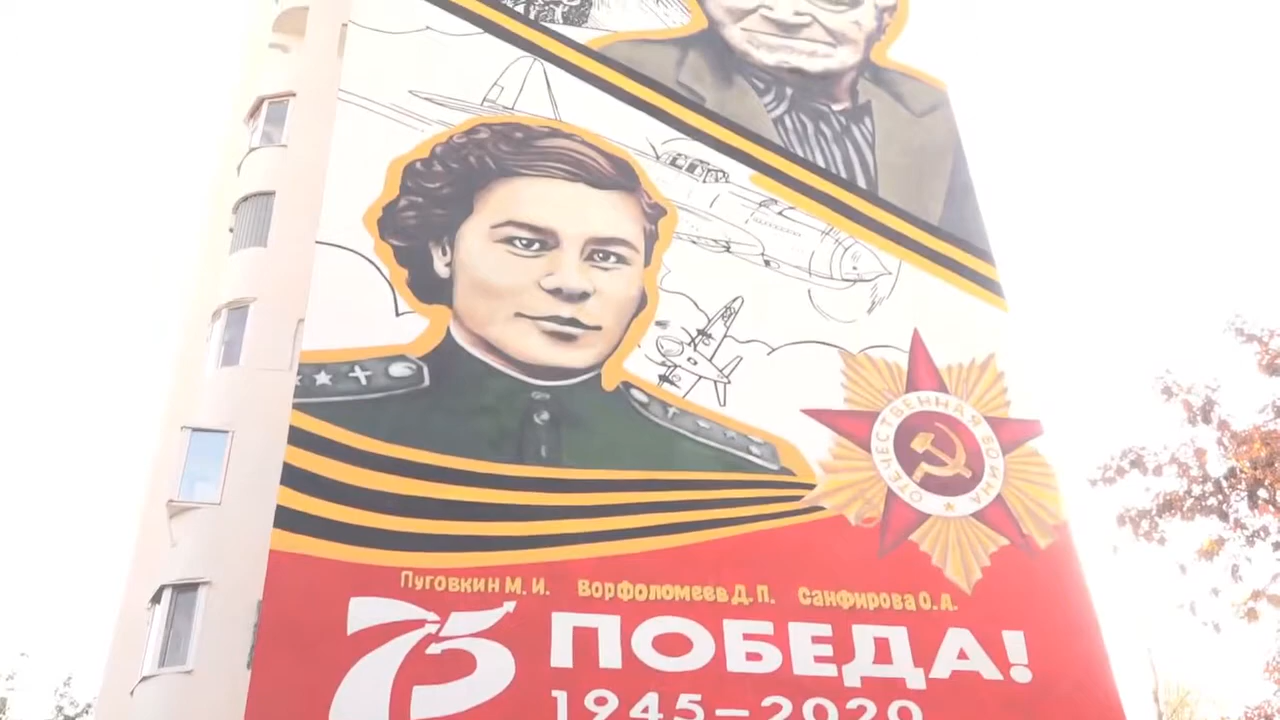 ОТЕЧЕСТВЕННАЯ ВОЙНА
Пуговкин М. И. Ворфоломеев Д. П. Санфирова О. А.
75 ПОБЕДА!
1945–2020